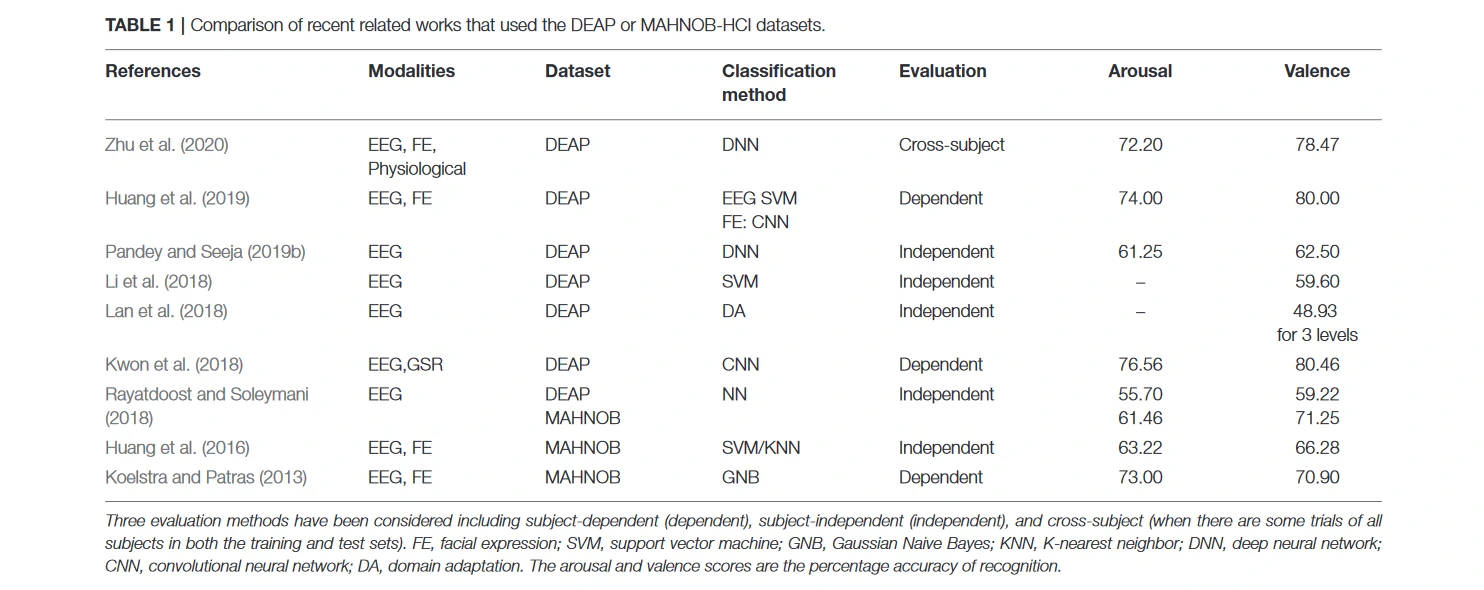 TABLE 1 | Comparison of recent related works that used the DEAP or MAHNOB-HCI datasets.
References Modalities Dataset Classification method Evaluation Arousal Valence
Zhu et al. (2020) EEG, FE, Physiological DEAP DNN Cross-subject 72.20 78.47
Huang et al. (2019) EEG, FE DEAP EEG SVM FE: CNN Dependent 74.00 80.00
Pandey and Seeja (2019b) EEG DEAP DNN Independent 61.25 62.50
Li et al. (2018) EEG DEAP SVM Independent – 59.60
Lan et al. (2018) EEG DEAP DA Independent – 48.93 for 3 levels
Kwon et al. (2018) EEG,GSR DEAP CNN Dependent 76.56 80.46
Rayatdoost and Soleymani EEG DEAP NN Independent 55.70 59.22
(2018) MAHNOB 61.46 71.25
Huang et al. (2016) EEG, FE MAHNOB SVM/KNN Independent 63.22 66.28
Koelstra and Patras (2013) EEG, FE MAHNOB GNB Dependent 73.00 70.90
Three evaluation methods have been considered including subject-dependent (dependent), subject-independent (independent), and cross-subject (when there are some trials of all
subjects in both the training and test sets). FE, facial expression; SVM, support vector machine; GNB, Gaussian Naive Bayes; KNN, K-nearest neighbor; DNN, deep neural network;
CNN, convolutional neural network; DA, domain adaptation. The arousal and valence scores are the percentage accuracy of recognition.